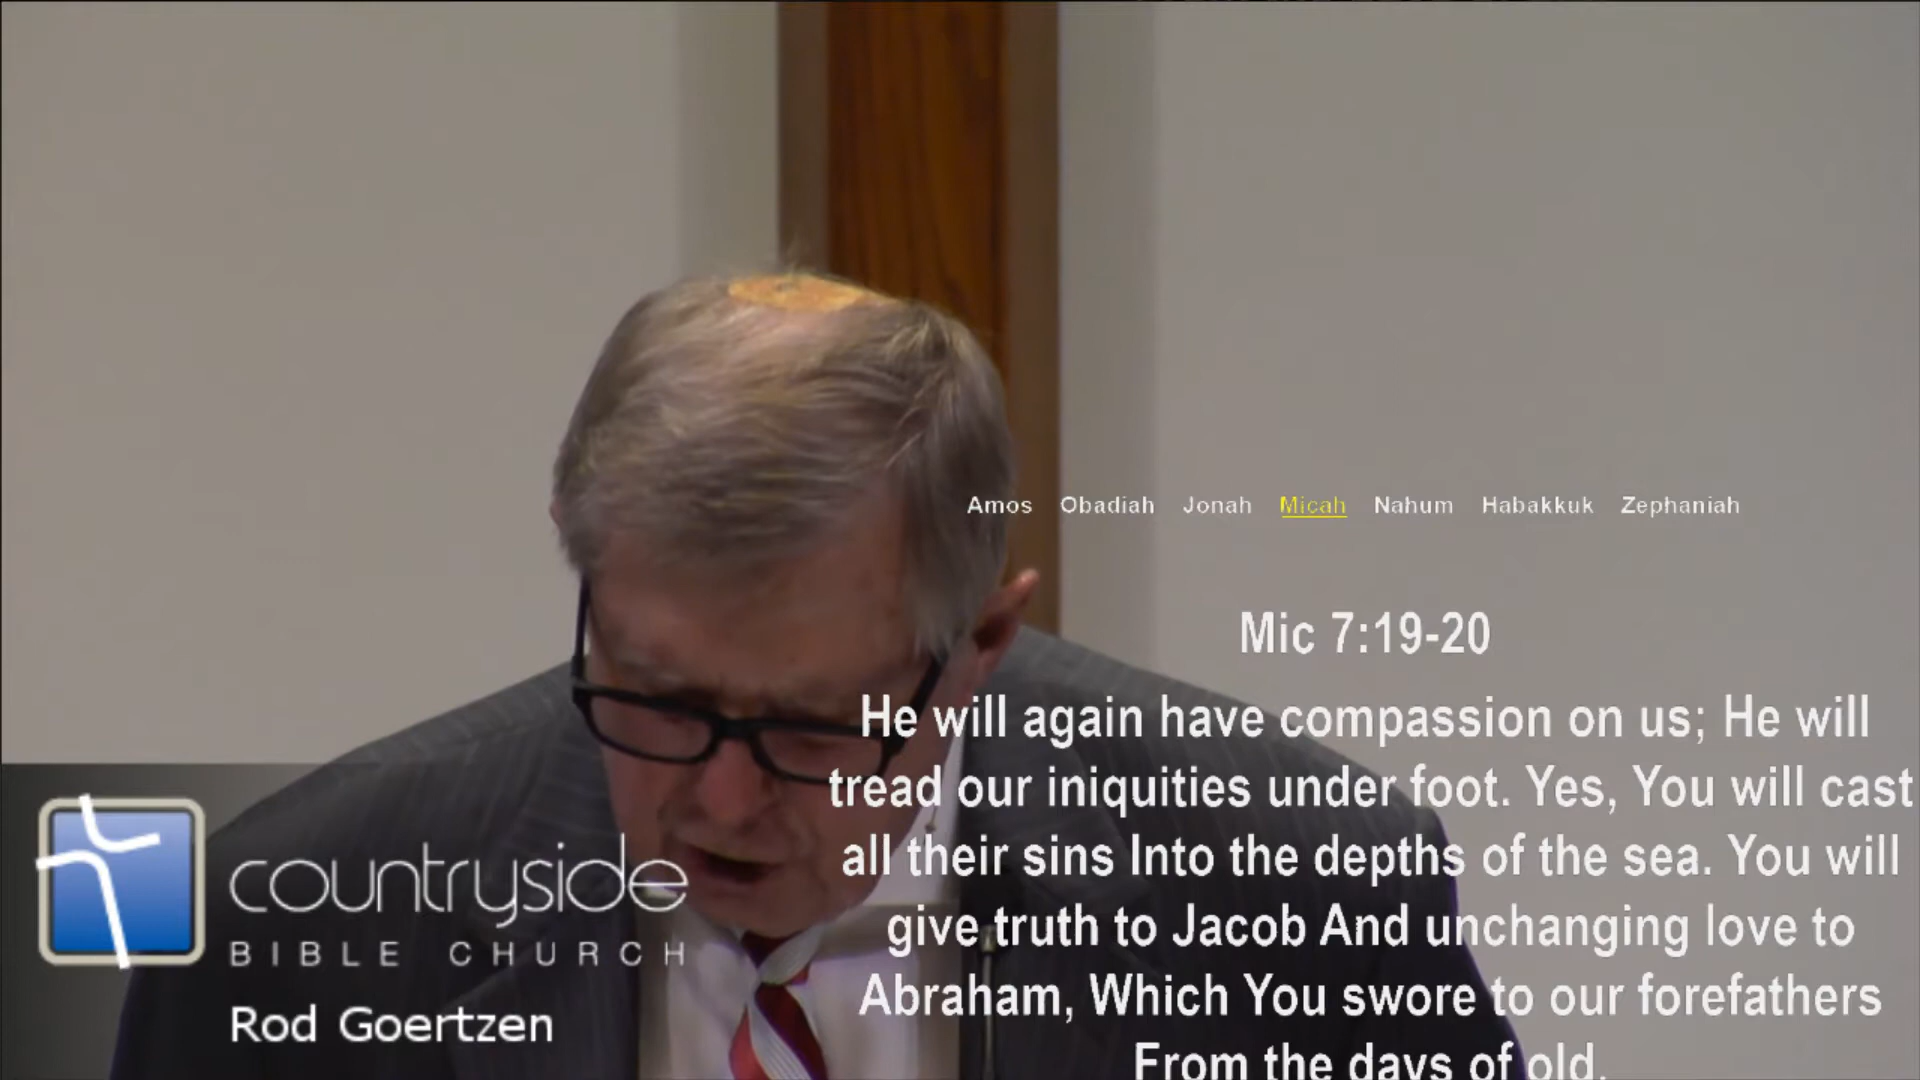 Amos Obadiah Jonah Micah Nahum Habakkuk Zephaniah
Mic 7:19-20
He will again have compassion on us; He will
tread our iniquities under foot. Yes, You will cast
all their sins Into the depths of the sea. You will
give truth to Jacob And unchanging love to
Abraham, Which You swore to our forefathers
From the days of old.
countryside
BIBLE CHURCH
Rod Goertzen